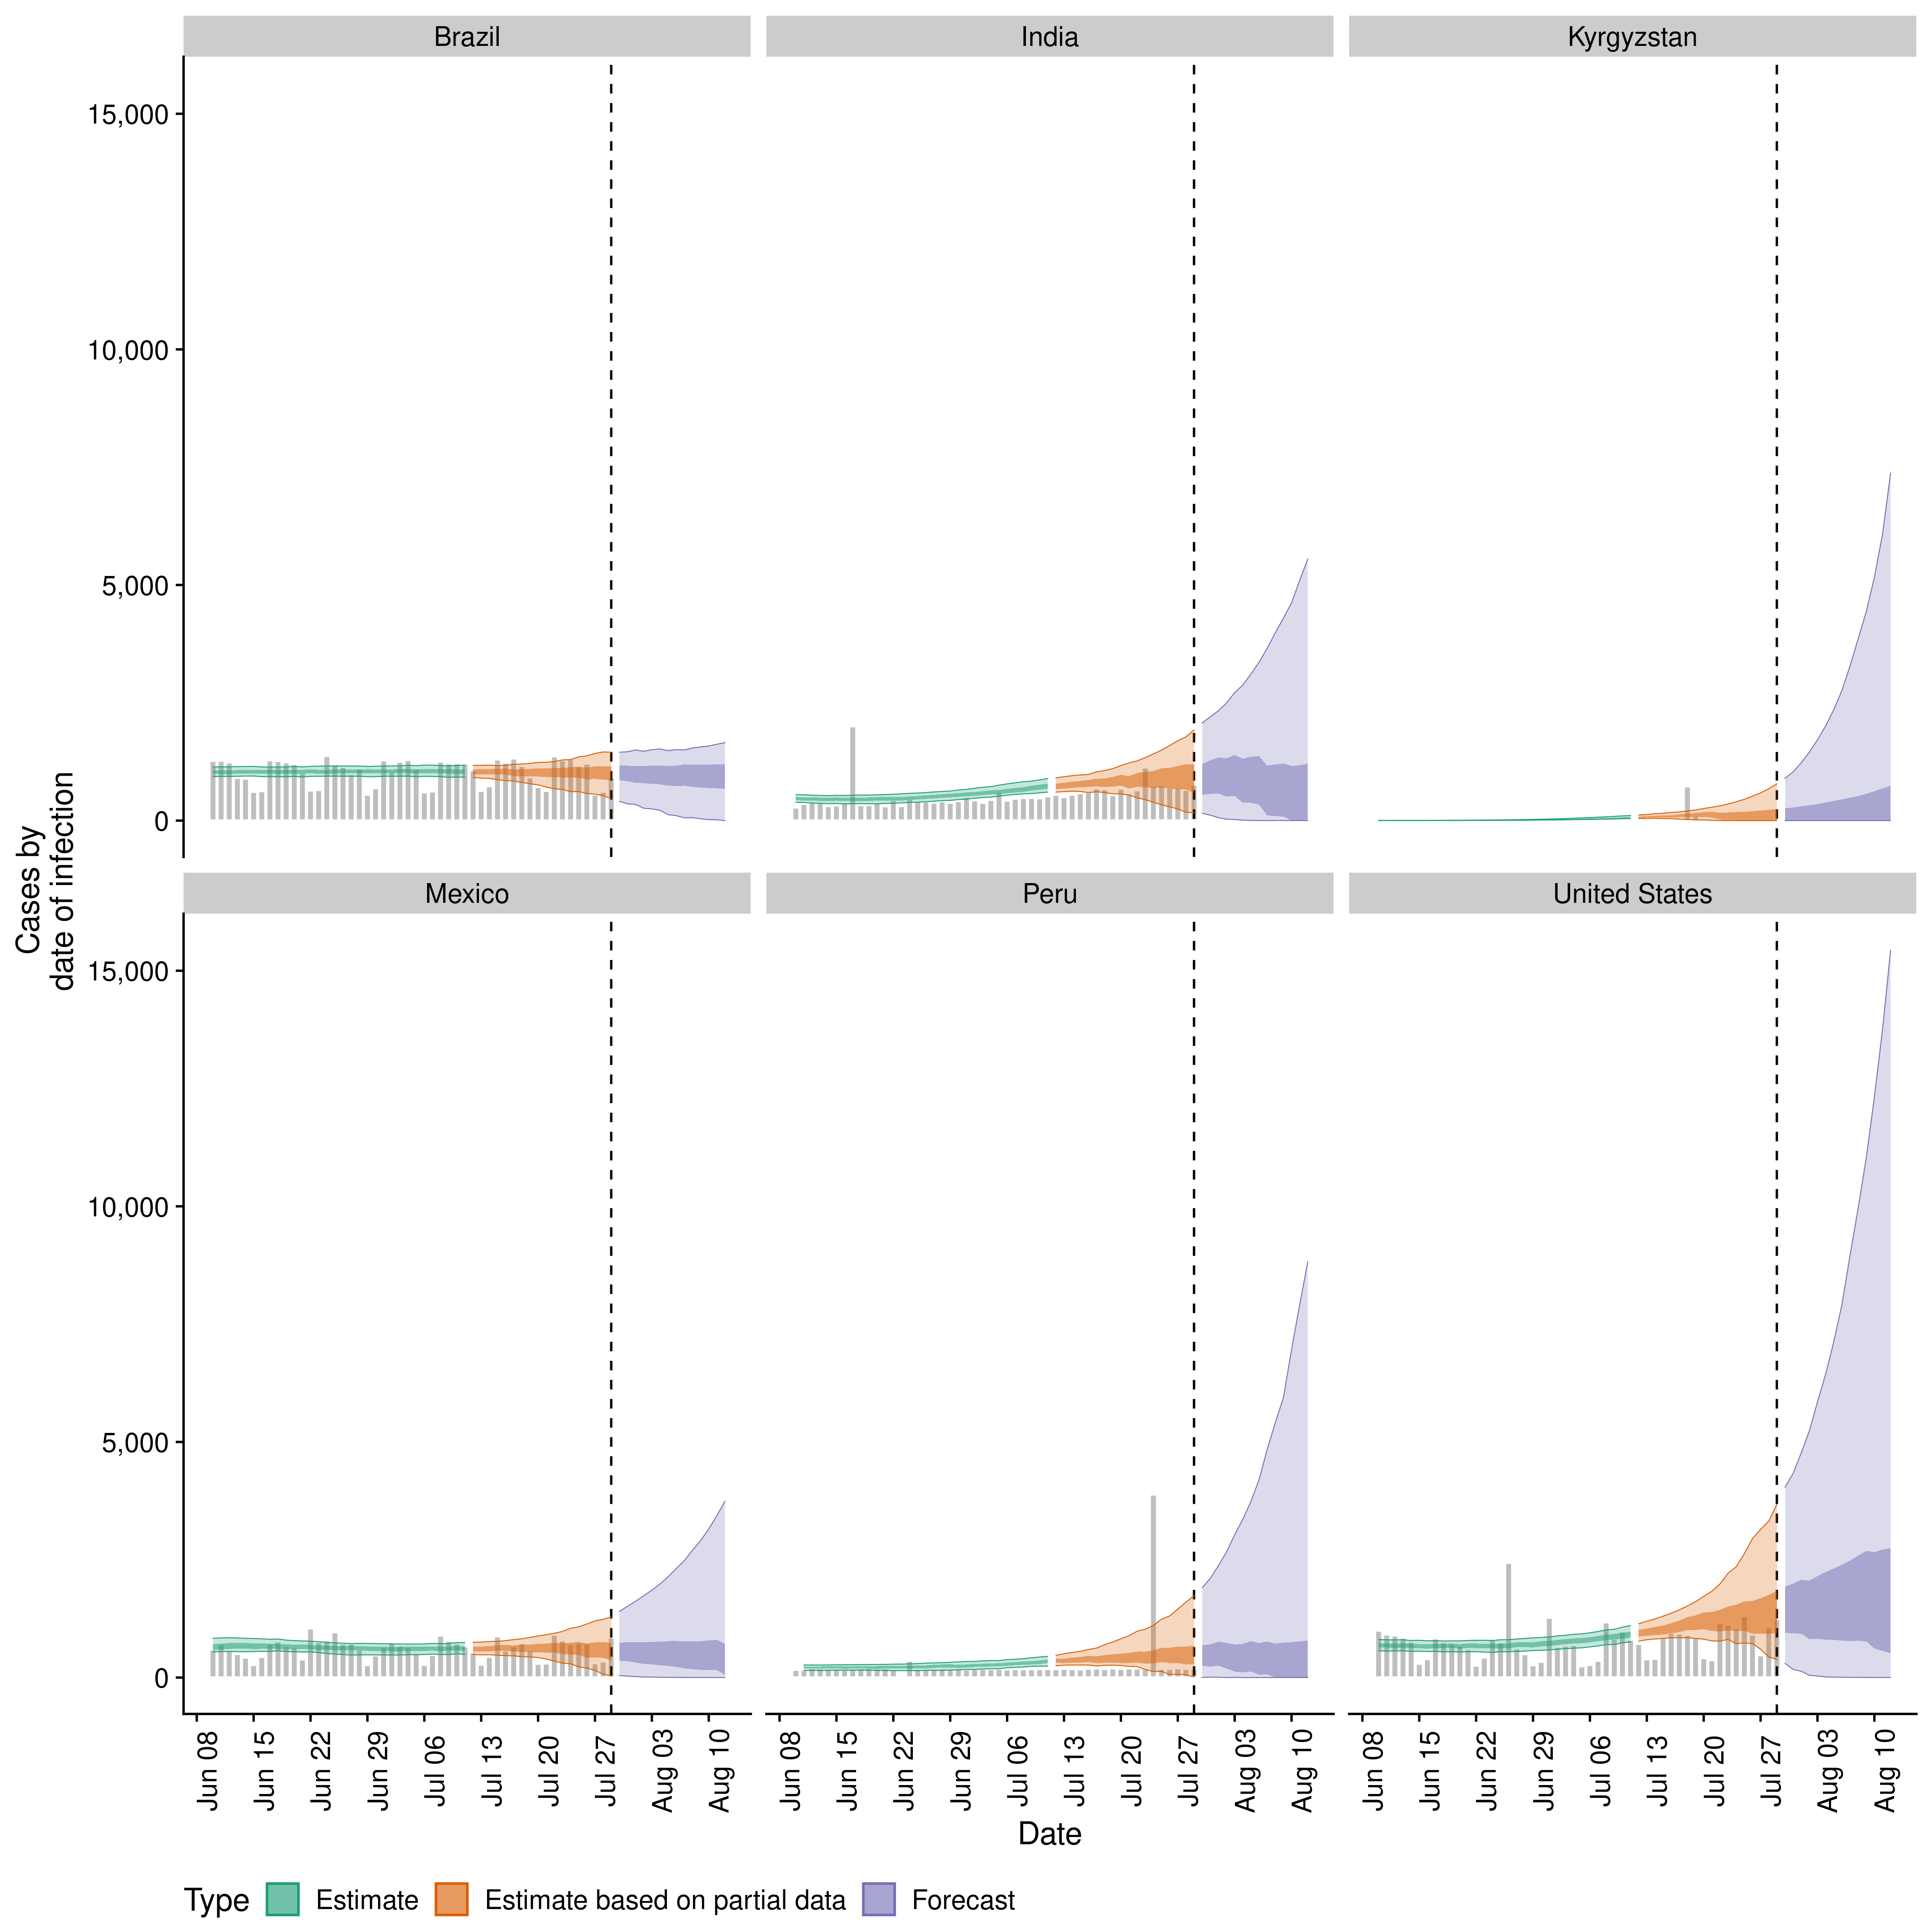 Brazil
India
Kyrgyzstan
15,000
10,000
5,000
0
Cases by
date of infection
Mexico
Peru
United States
15,000
10,000
5,000
0
Jun 08
Jun 15
Jun 22
Jun 29
Jul 06
Jul 13
Jul 20
Jul 27
Aug 03
Aug 10
Jun 08
Jun 15
Jun 22
Jun 29
Jul 06
Jul 13
Jul 20
Jul 27
Aug 03
Aug 10
Jun 08
Jun 15
Jun 22
Jun 29
Jul 06
Jul 13
Jul 20
Jul 27
Aug 03
Aug 10
Date
Type Estimate Estimate based on partial data Forecast